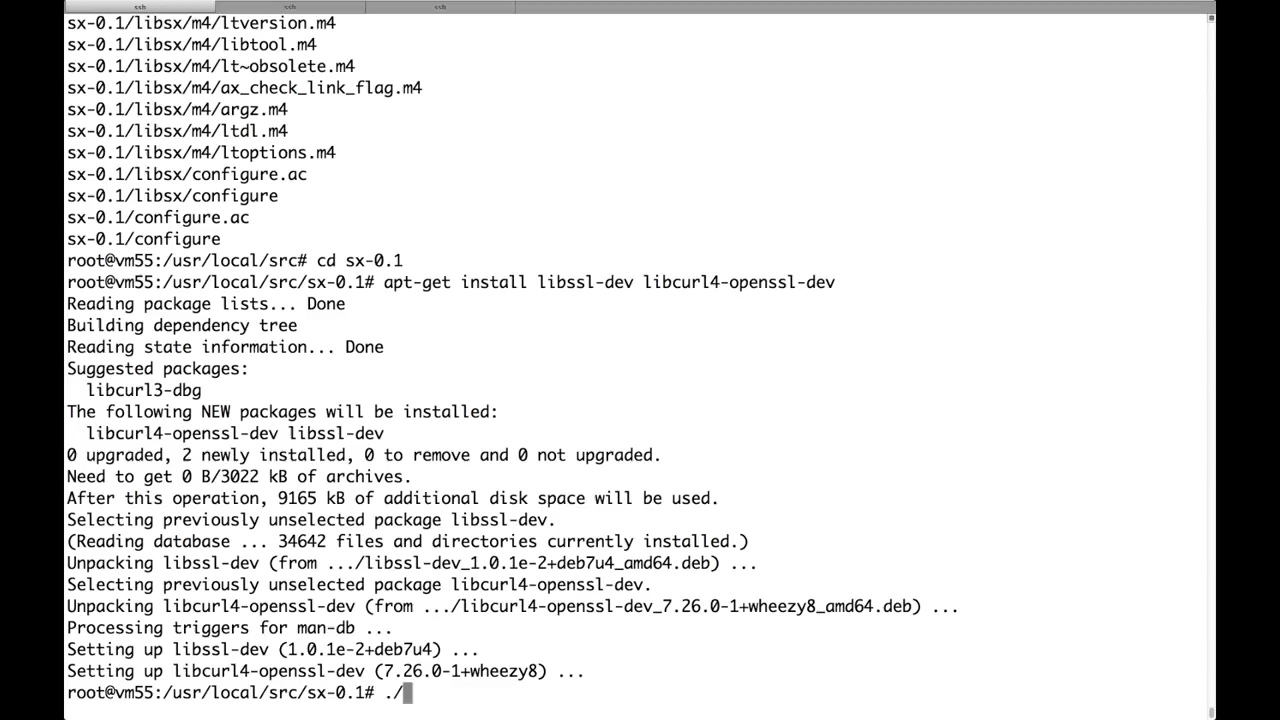 ssh ssh ssh
sx-0.1/libsx/m4/ltversion.m4
sx-0.1/libsx/m4/libtool.m4
sx-0.1/libsx/m4/lt~obsolete.m4
sx-0.1/libsx/m4/ax_check_link_flag.m4
sx-0.1/libsx/m4/argz.m4
sx-0.1/libsx/m4/ltdl.m4
sx-0.1/libsx/m4/ltoptions.m4
sx-0.1/libsx/configure.ac
sx-0.1/libsx/configure
sx-0.1/configure.ac
sx-0.1/configure
root@vm55:/usr/local/src# cd sx-0.1
root@vm55:/usr/local/src/sx-0.1# apt-get install libssl-dev libcurl4-openssl-dev
Reading package lists... Done
Building dependency tree
Reading state information... Done
Suggested packages:
  libcurl3-dbg
The following NEW packages will be installed:
  libcurl4-openssl-dev libssl-dev
0 upgraded, 2 newly installed, 0 to remove and 0 not upgraded.
Need to get 0 B/3022 kB of archives.
After this operation, 9165 kB of additional disk space will be used.
Selecting previously unselected package libssl-dev.
(Reading database ... 34642 files and directories currently installed.)
Unpacking libssl-dev (from .../libssl-dev_1.0.1e-2+deb7u4_amd64.deb) ...
Selecting previously unselected package libcurl4-openssl-dev.
Unpacking libcurl4-openssl-dev (from .../libcurl4-openssl-dev_7.26.0-1+wheezy8_amd64.deb) ...
Processing triggers for man-db ...
Setting up libssl-dev (1.0.1e-2+deb7u4) ...
Setting up libcurl4-openssl-dev (7.26.0-1+wheezy8) ...
root@vm55:/usr/local/src/sx-0.1# ./